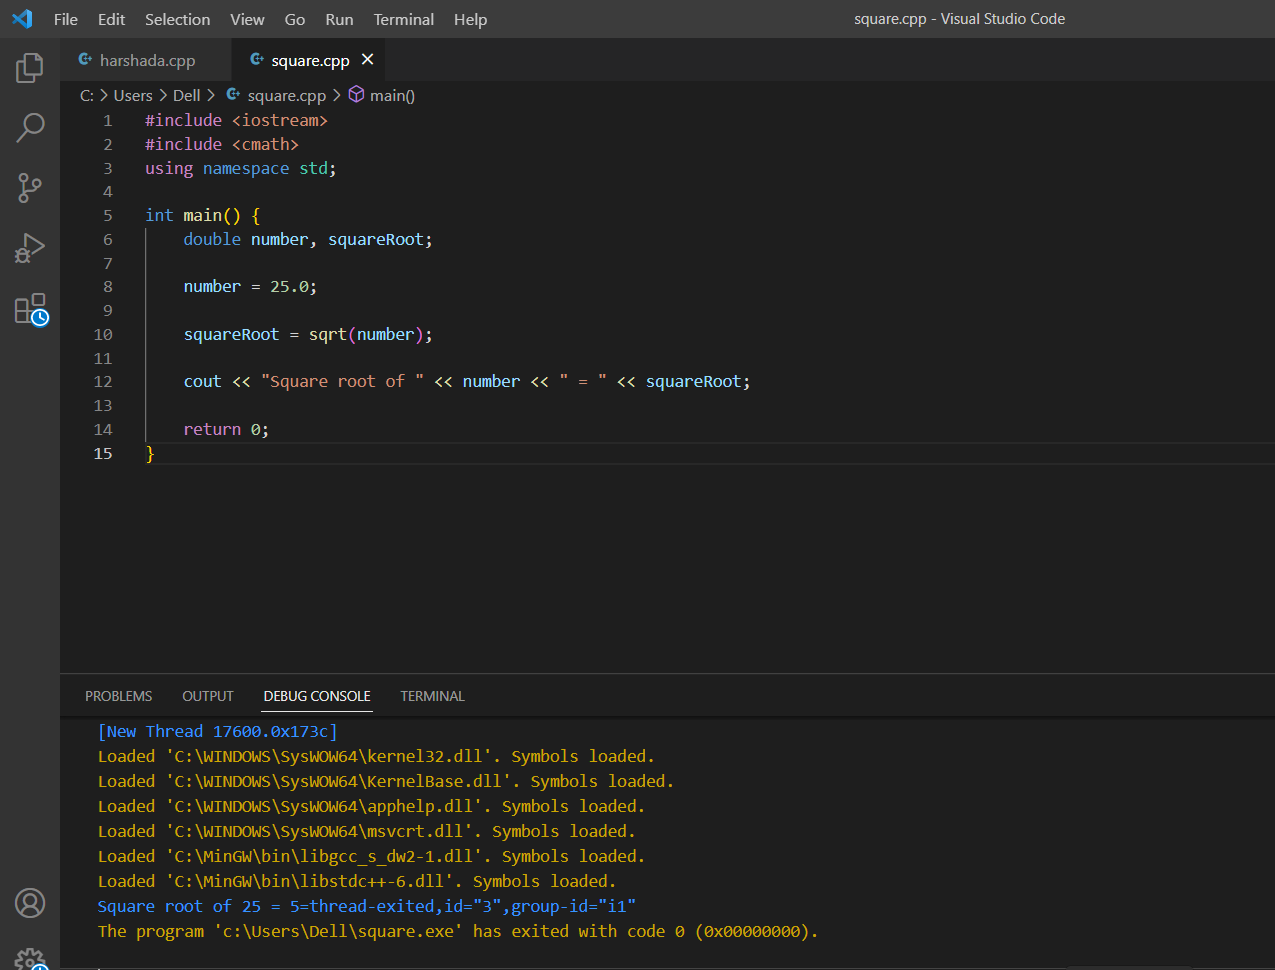 File Edit Selection View Go Run Terminal Help
square.cpp - Visual Studio Code
harshada.cpp
square.cpp
C: > Users > Dell > square.cpp > main()
1 #include <iostream>
2 #include <cmath>
3 using namespace std;
4
5 int main() {
6 double number, squareRoot;
7
8 number = 25.0;
9
10 squareRoot = sqrt(number);
11
12 cout << "Square root of " << number << " = " << squareRoot;
13
14 return 0;
15 }
PROBLEMS OUTPUT DEBUG CONSOLE TERMINAL
[New Thread 17600.0x173c]
Loaded 'C:\WINDOWS\SysWOW64\kernel32.dll'. Symbols loaded.
Loaded 'C:\WINDOWS\SysWOW64\KernelBase.dll'. Symbols loaded.
Loaded 'C:\WINDOWS\SysWOW64\apphelp.dll'. Symbols loaded.
Loaded 'C:\WINDOWS\SysWOW64\msvcrt.dll'. Symbols loaded.
Loaded 'C:\MinGW\bin\libgcc_s_dw2-1.dll'. Symbols loaded.
Loaded 'C:\MinGW\bin\libstdc++-6.dll'. Symbols loaded.
Square root of 25 = 5=thread-exited,id="3",group-id="i1"
The program 'c:\Users\Dell\square.exe' has exited with code 0 (0x00000000).